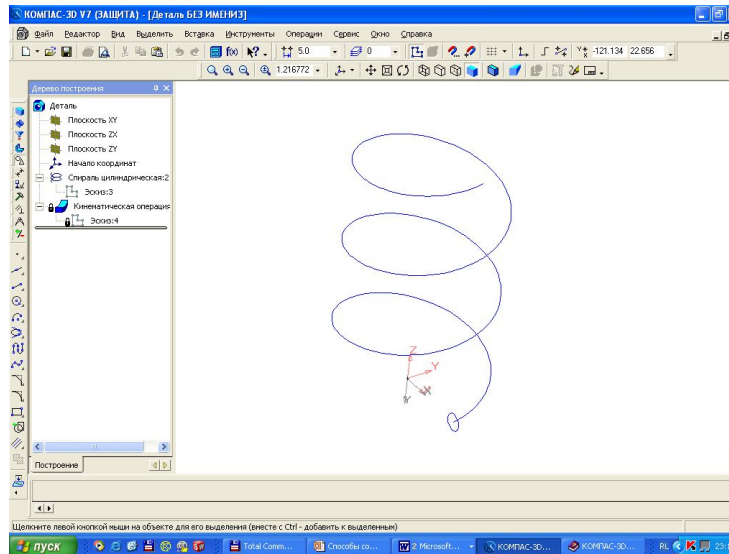 КОМПАС-3D V7 (ЗАЩИТА) - [Деталь БЕЗ ИМЕНИ3]
Файл Редактор Вид Выделить Вставка Инструменты Операции Сервис Окно Справка
5.0 0 -121.134 22.656
1.216772
Дерево построения
Деталь
Плоскость XY
Плоскость ZX
Плоскость ZY
Начало координат
Спираль цилиндрическая:2
Эскиз:3
Кинематическая операция
Эскиз:4
Z
Y
X
Построение
Щелкните левой кнопкой мыши на объекте для его выделения (вместе с Ctrl - добавить к выделенным)
пуск Total Comm... Способы со... 2 Microsoft... КОМПАС-3D... КОМПАС-3D... RL